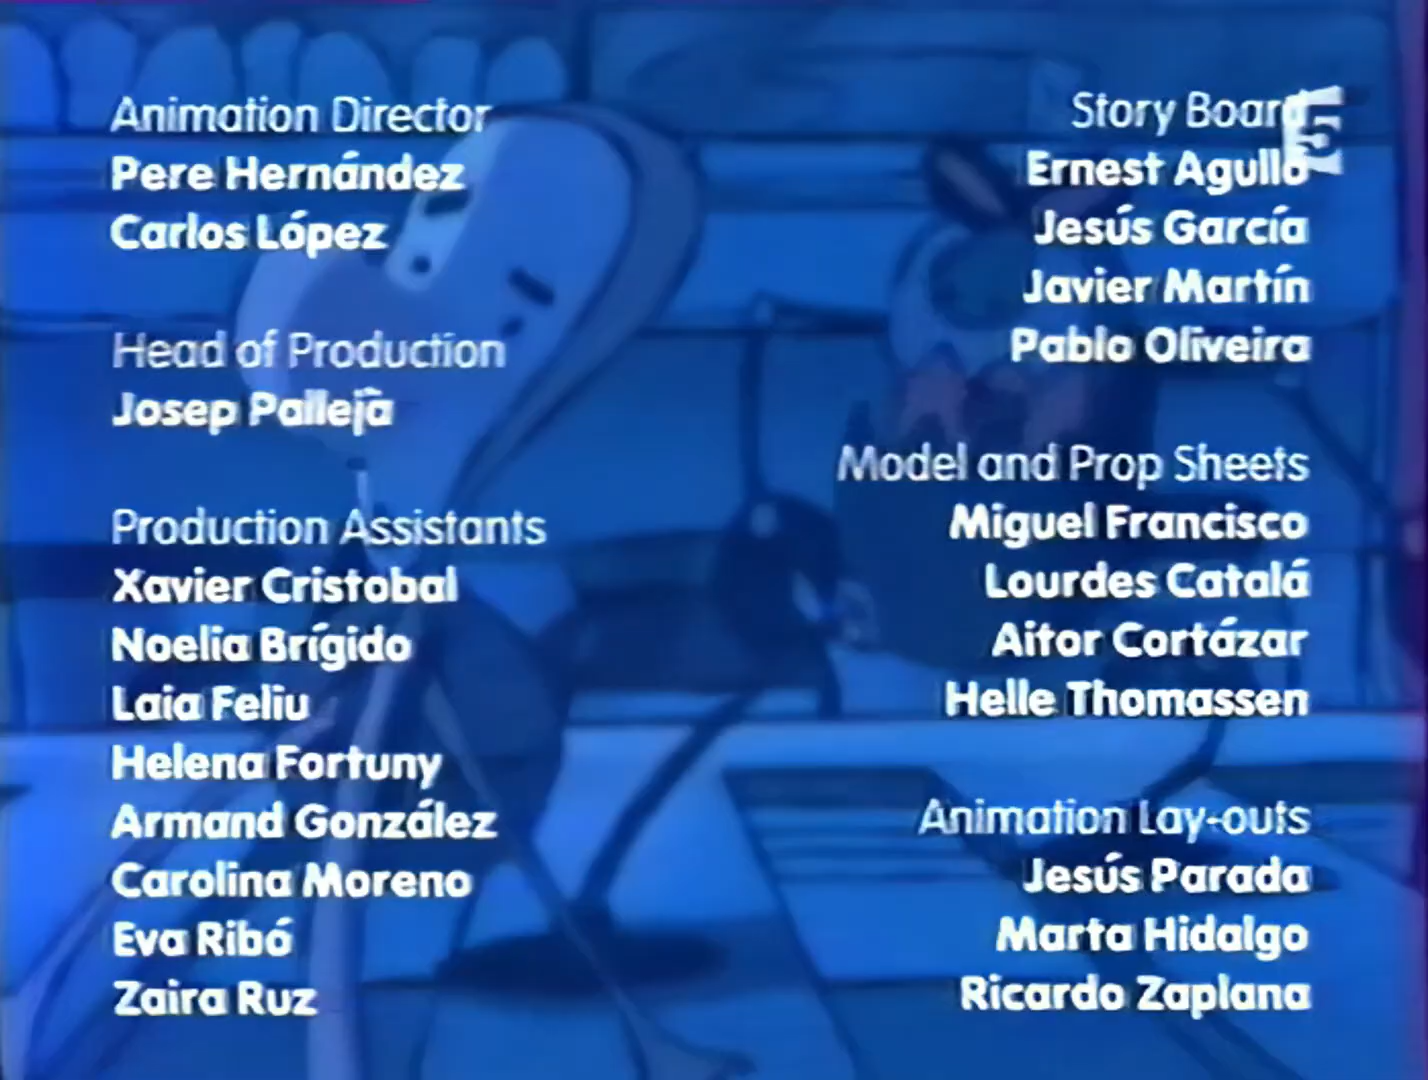 Animation Director
Pere Hernández
Carlos López
Head of Production
Josep Pallejà
Production Assistants
Xavier Cristobal
Noelia Brígido
Laia Feliu
Helena Fortuny
Armand González
Carolina Moreno
Eva Ribó
Zaira Ruz
Story Board
Ernest Agulló
Jesús García
Javier Martín
Pablo Oliveira
Model and Prop Sheets
Miguel Francisco
Lourdes Catalá
Aitor Cortázar
Helle Thomassen
Animation Lay-outs
Jesús Parada
Marta Hidalgo
Ricardo Zaplana
5